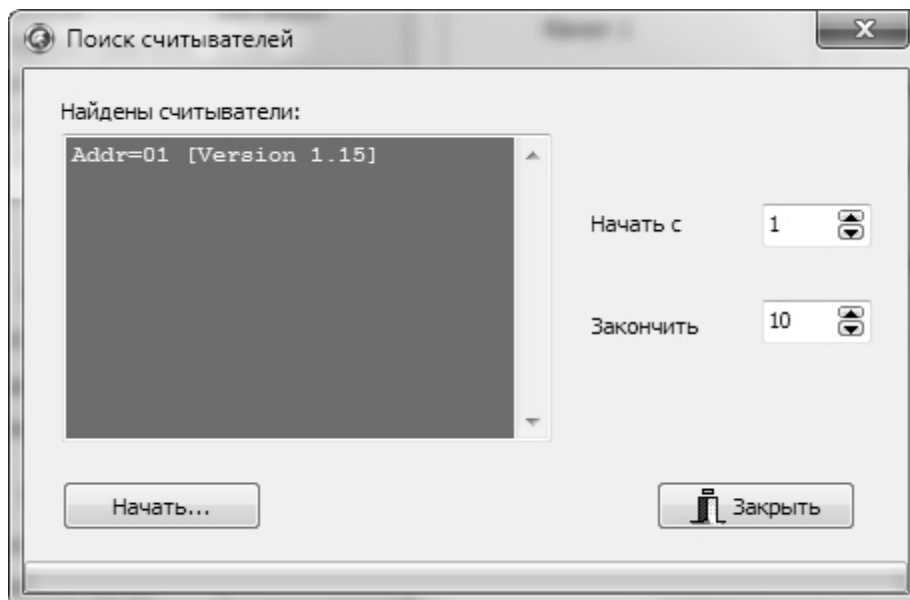 Поиск считывателей
Найдены считыватели:
Addr=01 [Version 1.15]
Начать с
1
Закончить
10
Начать...
Закрыть